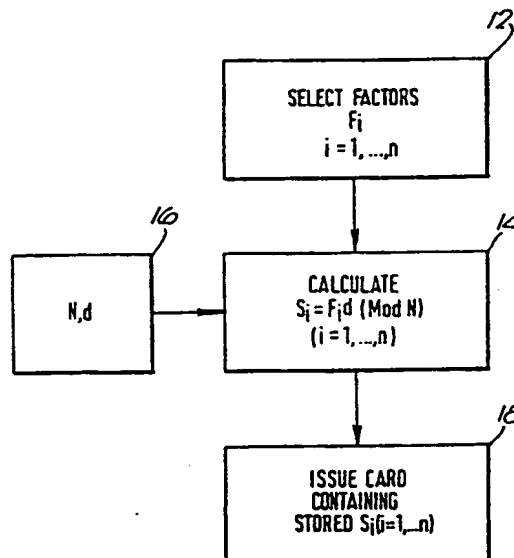 12
SELECT FACTORS
Fi
i = 1, ...,n
16
14
N,d
CALCULATE
Si = Fid (Mod N)
(i = 1, ...,n)
18
ISSUE CARD
CONTAINING
STORED Si(i=1,...n)